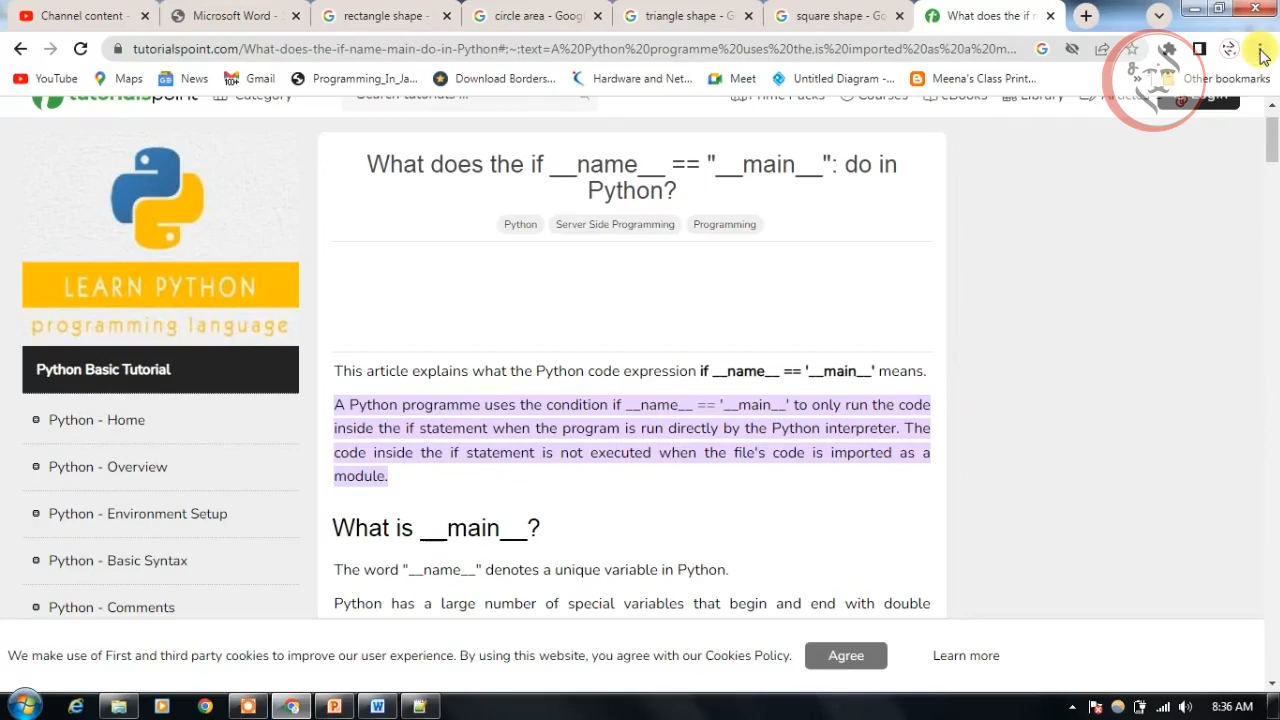 Channel content -
Microsoft Word -
rectangle shape -
circle area - Goog
triangle shape - G
square shape - Go
What does the if
tutorialspoint.com/What-does-the-if-name-main-do-in-Python#:~:text=A%20Python%20programme%20uses%20the,is%20imported%20as%20a%20m...
YouTube
Maps
News
Gmail
Programming_In_Ja...
Download Borders...
Hardware and Net...
Meet
Untitled Diagram -...
Meena's Class Print...
Other bookmarks
Category
Search tutorials
Courses
eBooks
Library
Login
What does the if __name__ == "__main__": do in
Python?
Python
Server Side Programming
Programming
LEARN PYTHON
programming language
Python Basic Tutorial
Python - Home
Python - Overview
Python - Environment Setup
Python - Basic Syntax
Python - Comments
This article explains what the Python code expression if __name__ == '__main__' means.
A Python programme uses the condition if __name__ == '__main__' to only run the code
inside the if statement when the program is run directly by the Python interpreter. The
code inside the if statement is not executed when the file's code is imported as a
module.
What is __main__?
The word "__name__" denotes a unique variable in Python.
Python has a large number of special variables that begin and end with double
We make use of First and third party cookies to improve our user experience. By using this website, you agree with our Cookies Policy.
Agree
Learn more
8:36 AM